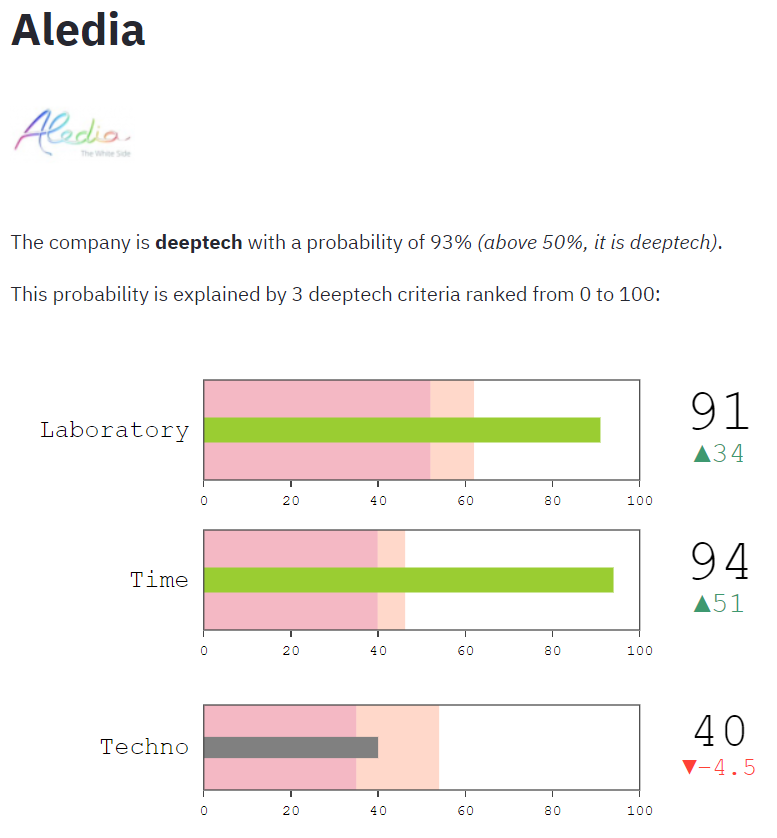 Aledia
Aledia
The White Side
The company is deeptech with a probability of 93% (above 50%, it is deeptech).
This probability is explained by 3 deeptech criteria ranked from 0 to 100:
Laboratory
91
▲34
0 20 40 60 80 100
Time
94
▲51
0 20 40 60 80 100
Techno
40
▼−4.5
0 20 40 60 80 100